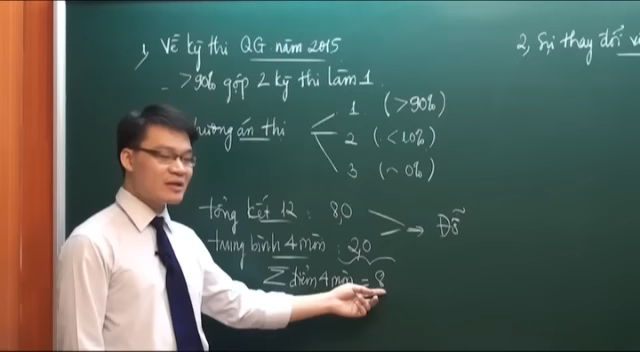 1, Về kỳ thi QG năm 2015
- >90% góp 2 kỳ thi làm 1.
hương án thi
1. (>90%)
2 (<10%)
3 (~0%)
tổng kết 12 : 8,0
Đỗ
trung bình 4 môn : 2,0
Σ điểm 4 môn = 8
2, Sự thay đổi